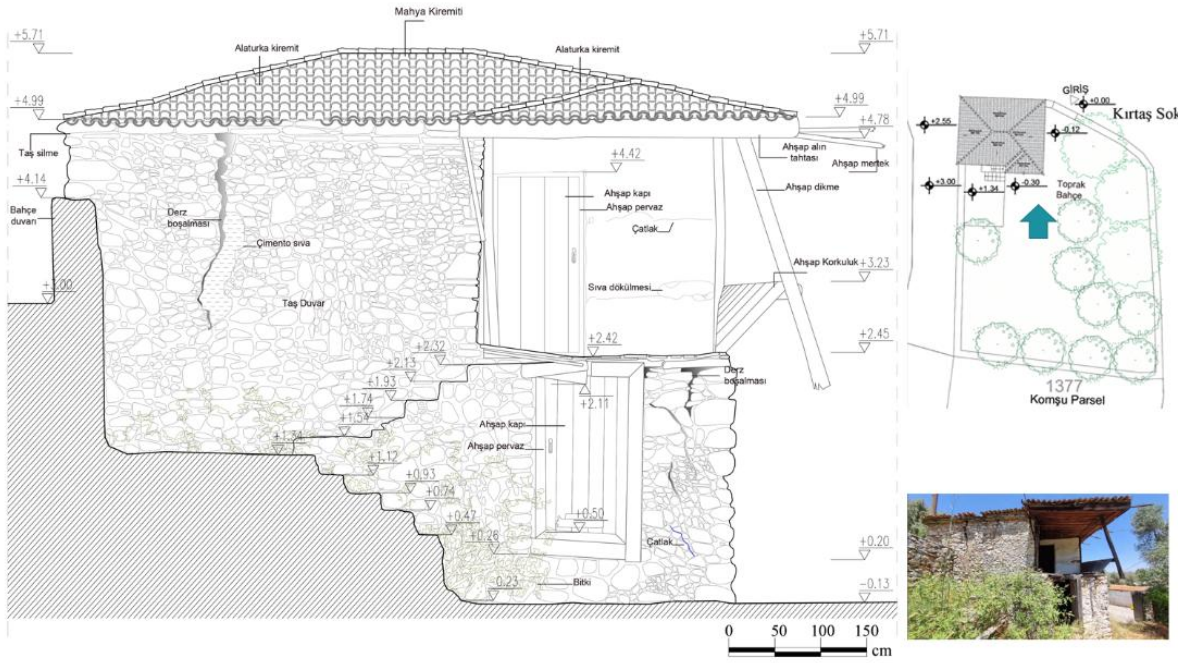 Mahya Kiremiti
+5.71
+5.71
Alaturka kiremit
Alaturka kiremit
+4.99
+4.99
+4.78
Taş silme
Ahşap alın
tahtası
Ahşap mertek
+4.42
+4.14
Ahşap kapı
Ahşap pervaz
Ahşap dikme
Bahçe
duvarı
Derz
boşalması
Çatlak
Çimento sıva
Ahşap Korkuluk
+3.23
+3.00
Sıva dökülmesi
Taş Duvar
+2.42
+2.45
+2.32
+2.13
Derz
boşalması
+1.93
+2.11
+1.74
+1.54
Ahşap kapı
+1.34
Ahşap pervaz
+1.12
+0.93
+0.74
+0.47
+0.50
+0.26
Çatlak
+0.20
Bitki
-0.23
-0.13
0 50 100 150
cm
GİRİŞ
+0.00
Kırtaş Sok
+2.55
-0.12
+3.00
+1.34
-0.30
Toprak
Bahçe
1377
Komşu Parsel